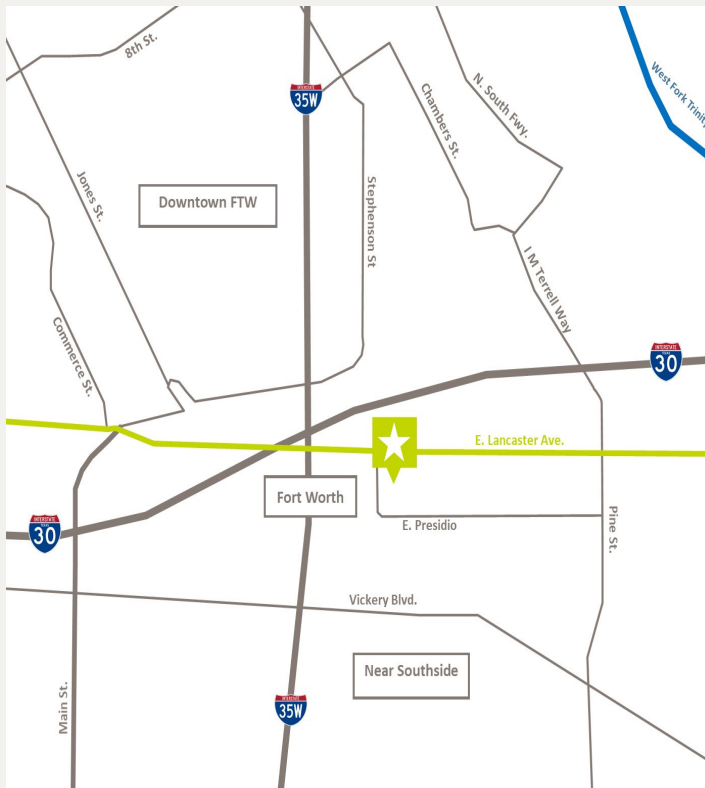 8th St.
INTERSTATE
35W
N. South Fwy.
Chambers St.
West Fork Trinity
Jones St.
Downtown FTW
Stephenson St
I M Terrell Way
Commerce St.
INTERSTATE
TEXAS
30
E. Lancaster Ave.
Fort Worth
INTERSTATE
TEXAS
30
E. Presidio
Pine St.
Vickery Blvd.
Near Southside
Main St.
INTERSTATE
35W